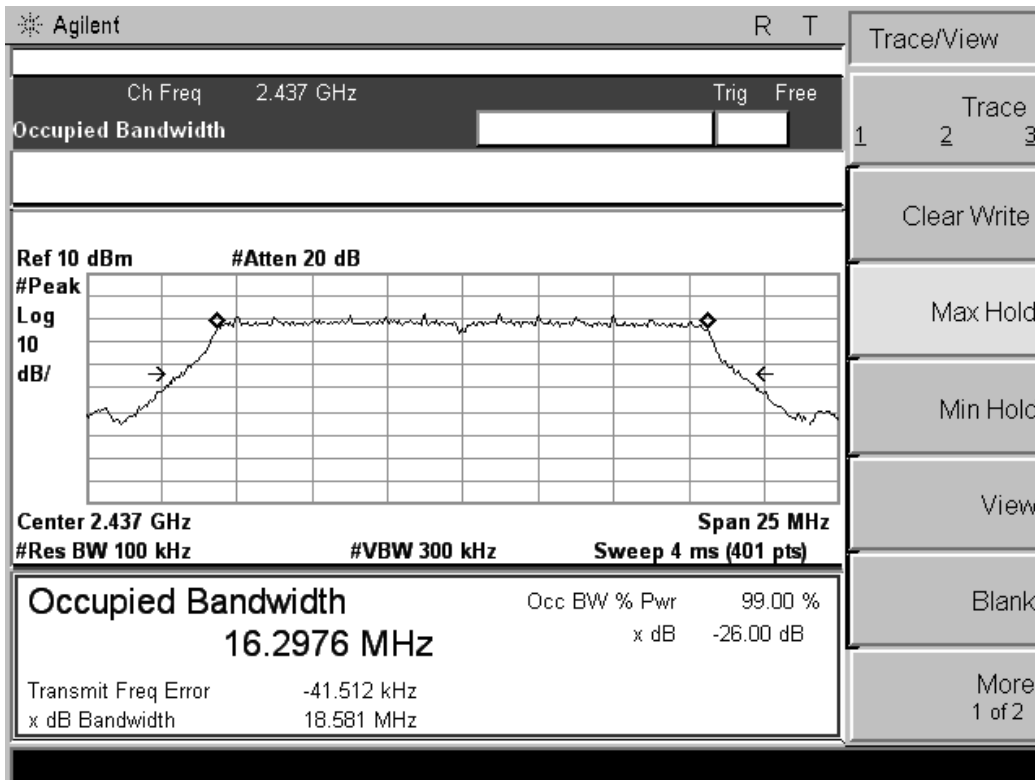 Agilent R T
Trace/View
Ch Freq 2.437 GHz Trig Free
Occupied Bandwidth
Trace
1 2 3
Clear Write
Ref 10 dBm #Atten 20 dB
#Peak
Log
10
dB/
Max Hold
Min Hold
View
Center 2.437 GHz Span 25 MHz
#Res BW 100 kHz #VBW 300 kHz Sweep 4 ms (401 pts)
Occupied Bandwidth Occ BW % Pwr 99.00 %
16.2976 MHz x dB -26.00 dB
Blank
Transmit Freq Error -41.512 kHz
x dB Bandwidth 18.581 MHz
More
1 of 2